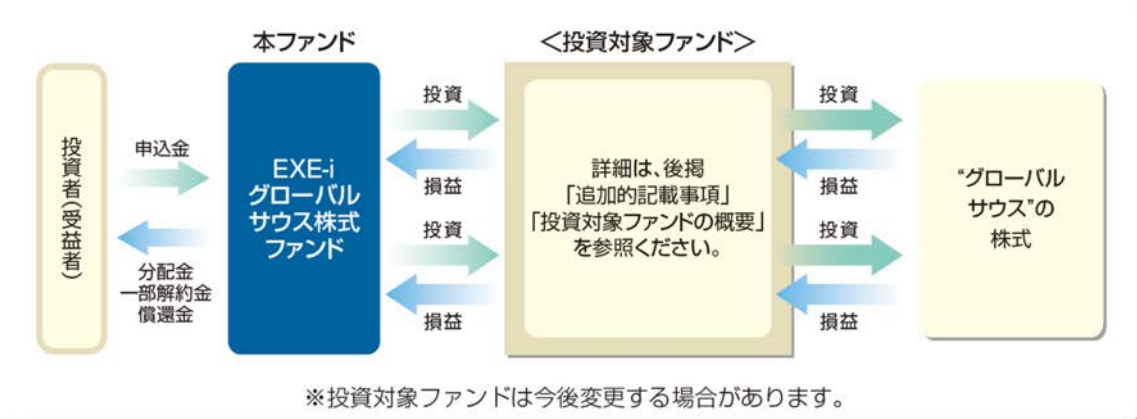 本ファンド
＜投資対象ファンド＞
投資者（受益者）
申込金
分配金
一部解約金
償還金
EXE-i
グローバル
サウス株式
ファンド
投資
損益
投資
損益
詳細は、後掲
「追加的記載事項」
「投資対象ファンドの概要」
を参照ください。
投資
損益
投資
損益
“グローバル
サウス”の
株式
※投資対象ファンドは今後変更する場合があります。